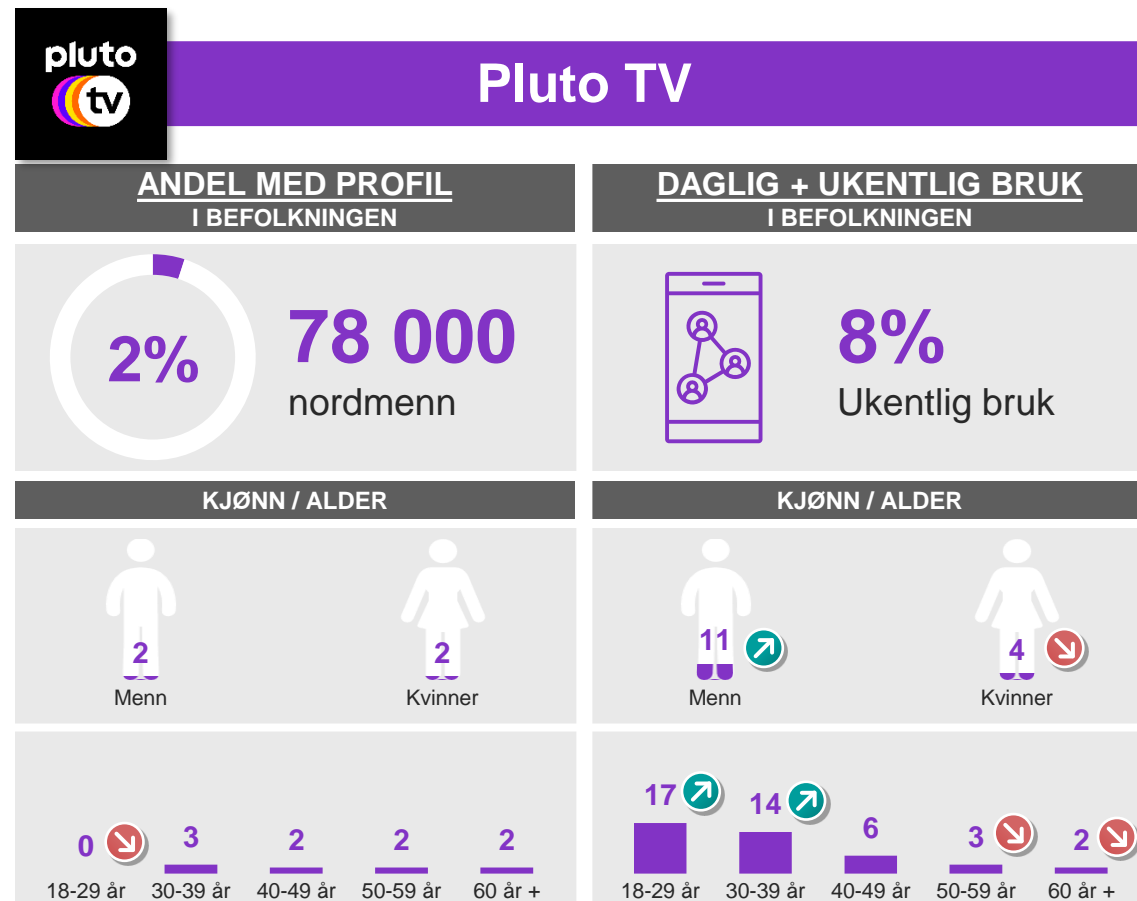 pluto
tv
Pluto TV
ANDEL MED PROFIL
I BEFOLKNINGEN
2%
78 000
nordmenn
KJØNN / ALDER
2
2
Menn
Kvinner
0
3
2
2
2
18-29 år
30-39 år
40-49 år
50-59 år
60 år +
DAGLIG + UKENTLIG BRUK
I BEFOLKNINGEN
8%
Ukentlig bruk
KJØNN / ALDER
11
4
Menn
Kvinner
17
14
6
3
2
18-29 år
30-39 år
40-49 år
50-59 år
60 år +